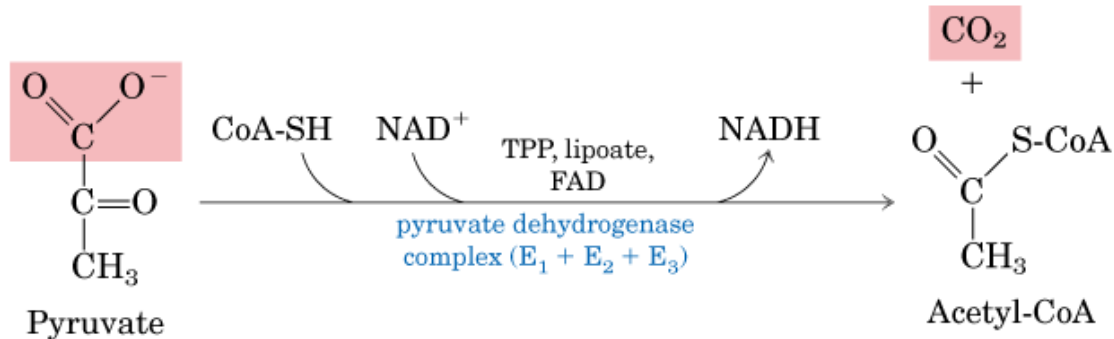 CO₂
+
O O⁻
C
C=O
CH₃
Pyruvate
CoA-SH NAD⁺
TPP, lipoate,
FAD
NADH
pyruvate dehydrogenase
complex (E₁ + E₂ + E₃)
O S-CoA
C
CH₃
Acetyl-CoA